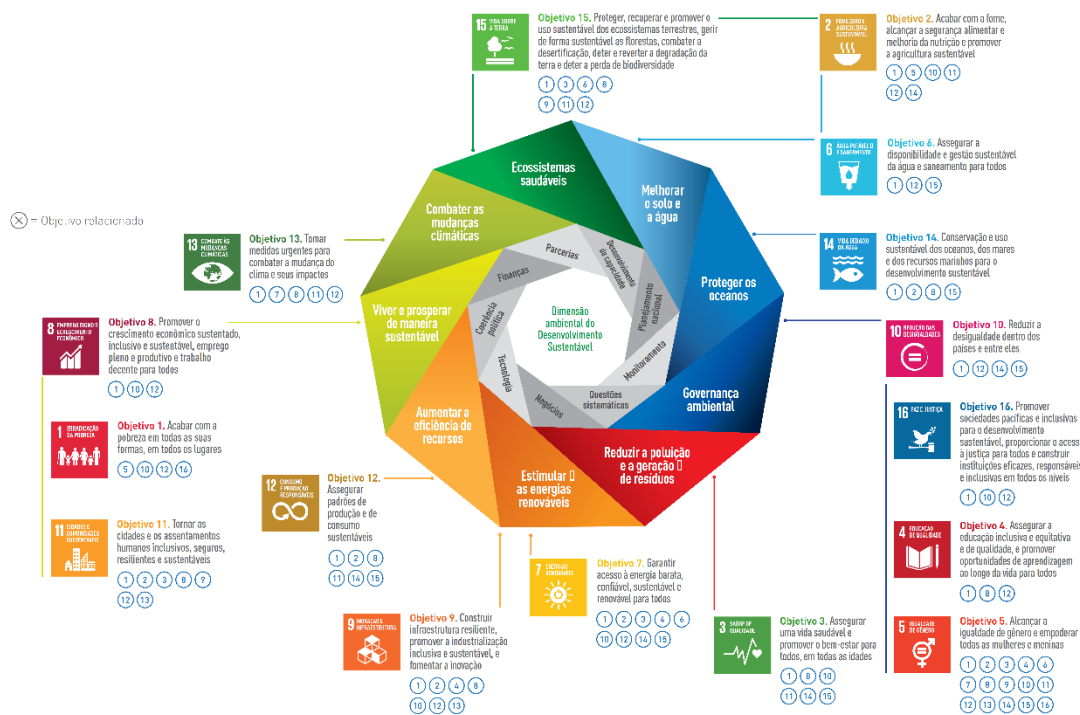 15 VIDA SOBRE
A TERRA
Objetivo 15. Proteger, recuperar e promover o
uso sustentável dos ecossistemas terrestres, gerir
de forma sustentável as florestas, combater a
desertificação, deter e reverter a degradação da
terra e deter a perda de biodiversidade
1 3 6 8
9 11 12
2 FOME ZERO E
AGRICULTURA
SUSTENTÁVEL
Objetivo 2. Acabar com a fome,
alcançar a segurança alimentar e
melhoria da nutrição e promover
a agricultura sustentável
1 5 10 11
12 14
6 ÁGUA POTÁVEL E
SANEAMENTO
Objetivo 6. Assegurar a
disponibilidade e gestão sustentável
da água e saneamento para todos
1 12 15
X = Objetivo relacionado
13 COMBATE ÀS
MUDANÇAS
CLIMÁTICAS
Objetivo 13. Tomar
medidas urgentes para
combater a mudança do
clima e seus impactos
1 7 8 11 12
14 VIDA DEBAIXO
DA ÁGUA
Objetivo 14. Conservação e uso
sustentável dos oceanos, dos mares
e dos recursos marinhos para o
desenvolvimento sustentável
1 2 8 15
8 EMPREGO DIGNO E
CRESCIMENTO
ECONÔMICO
Objetivo 8. Promover o
crescimento econômico sustentado,
inclusivo e sustentável, emprego
pleno e produtivo e trabalho
decente para todos
1 10 12
10 REDUÇÃO DAS
DESIGUALDADES
Objetivo 10. Reduzir a
desigualdade dentro dos
países e entre eles
1 12 14 15
1 ERRADICAÇÃO
DA POBREZA
Objetivo 1. Acabar com a
pobreza em todas as suas
formas, em todos os lugares
5 10 12 16
16 PAZ E JUSTIÇA
Objetivo 16. Promover
sociedades pacíficas e inclusivas
para o desenvolvimento
sustentável, proporcionar o acesso
à justiça para todos e construir
instituições eficazes, responsáveis
e inclusivas em todos os níveis
1 10 12
11 CIDADES E
COMUNIDADES
SUSTENTÁVEIS
Objetivo 11. Tornar as
cidades e os assentamentos
humanos inclusivos, seguros,
resilientes e sustentáveis
1 2 3 8 9
12 13
12 CONSUMO
E PRODUÇÃO
RESPONSÁVEIS
Objetivo 12.
Assegurar
padrões de
produção e de
consumo
sustentáveis
1 2 8
11 14 15
4 EDUCAÇÃO
DE QUALIDADE
Objetivo 4. Assegurar a
educação inclusiva e equitativa
e de qualidade, e promover
oportunidades de aprendizagem
ao longo da vida para todos
1 8 12
7 ENERGIAS
RENOVÁVEIS
Objetivo 7. Garantir
acesso à energia barata,
confiável, sustentável e
renovável para todos
1 2 3 4 6
10 12 14 15
9 INOVAÇÃO E
INFRAESTRUTURA
Objetivo 9. Construir
infraestrutura resiliente,
promover a industrialização
inclusiva e sustentável, e
fomentar a inovação
1 2 4 8
10 12 13
3 SAÚDE DE
QUALIDADE
Objetivo 3. Assegurar
uma vida saudável e
promover o bem-estar para
todos, em todas as idades
1 8 10
11 14 15
5 IGUALDADE
DE GÊNERO
Objetivo 5. Alcançar a
igualdade de gênero e empoderar
todas as mulheres e meninas
1 2 3 4 6
7 8 9 10 11
12 13 14 15 16
Ecossistemas
saudáveis
Melhorar
o solo e
a água
Proteger os
oceanos
Governança
ambiental
Reduzir a poluição
e a geração
de resíduos
Estimular
as energias
renováveis
Aumentar a
eficiência de
recursos
Viver e prosperar
de maneira
sustentável
Combater as
mudanças
climáticas
Parcerias
Desenvolvimento
da capacidade
Planejamento
nacional
Monitoramento
Questões
sistemáticas
Negócios
Tecnologia
Coerência
política
Finanças
Dimensão
ambiental do
Desenvolvimento
Sustentável